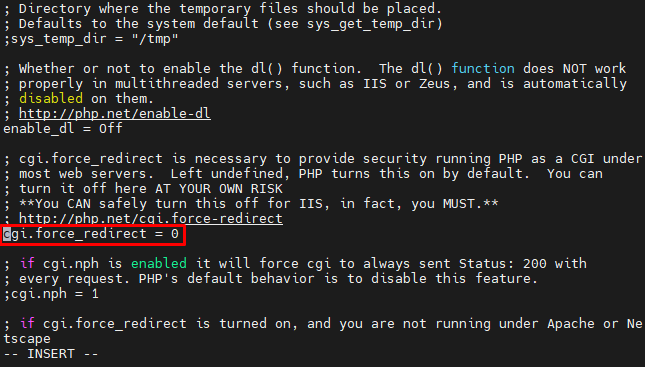 ; Directory where the temporary files should be placed.
; Defaults to the system default (see sys_get_temp_dir)
;sys_temp_dir = "/tmp"
; Whether or not to enable the dl() function.  The dl() function does NOT work
; properly in multithreaded servers, such as IIS or Zeus, and is automatically
; disabled on them.
; http://php.net/enable-dl
enable_dl = Off
; cgi.force_redirect is necessary to provide security running PHP as a CGI under
; most web servers.  Left undefined, PHP turns this on by default.  You can
; turn it off here AT YOUR OWN RISK
; **You CAN safely turn this off for IIS, in fact, you MUST.**
; http://php.net/cgi.force-redirect
cgi.force_redirect = 0
; if cgi.nph is enabled it will force cgi to always sent Status: 200 with
; every request. PHP's default behavior is to disable this feature.
;cgi.nph = 1
; if cgi.force_redirect is turned on, and you are not running under Apache or Ne
tscape
-- INSERT --